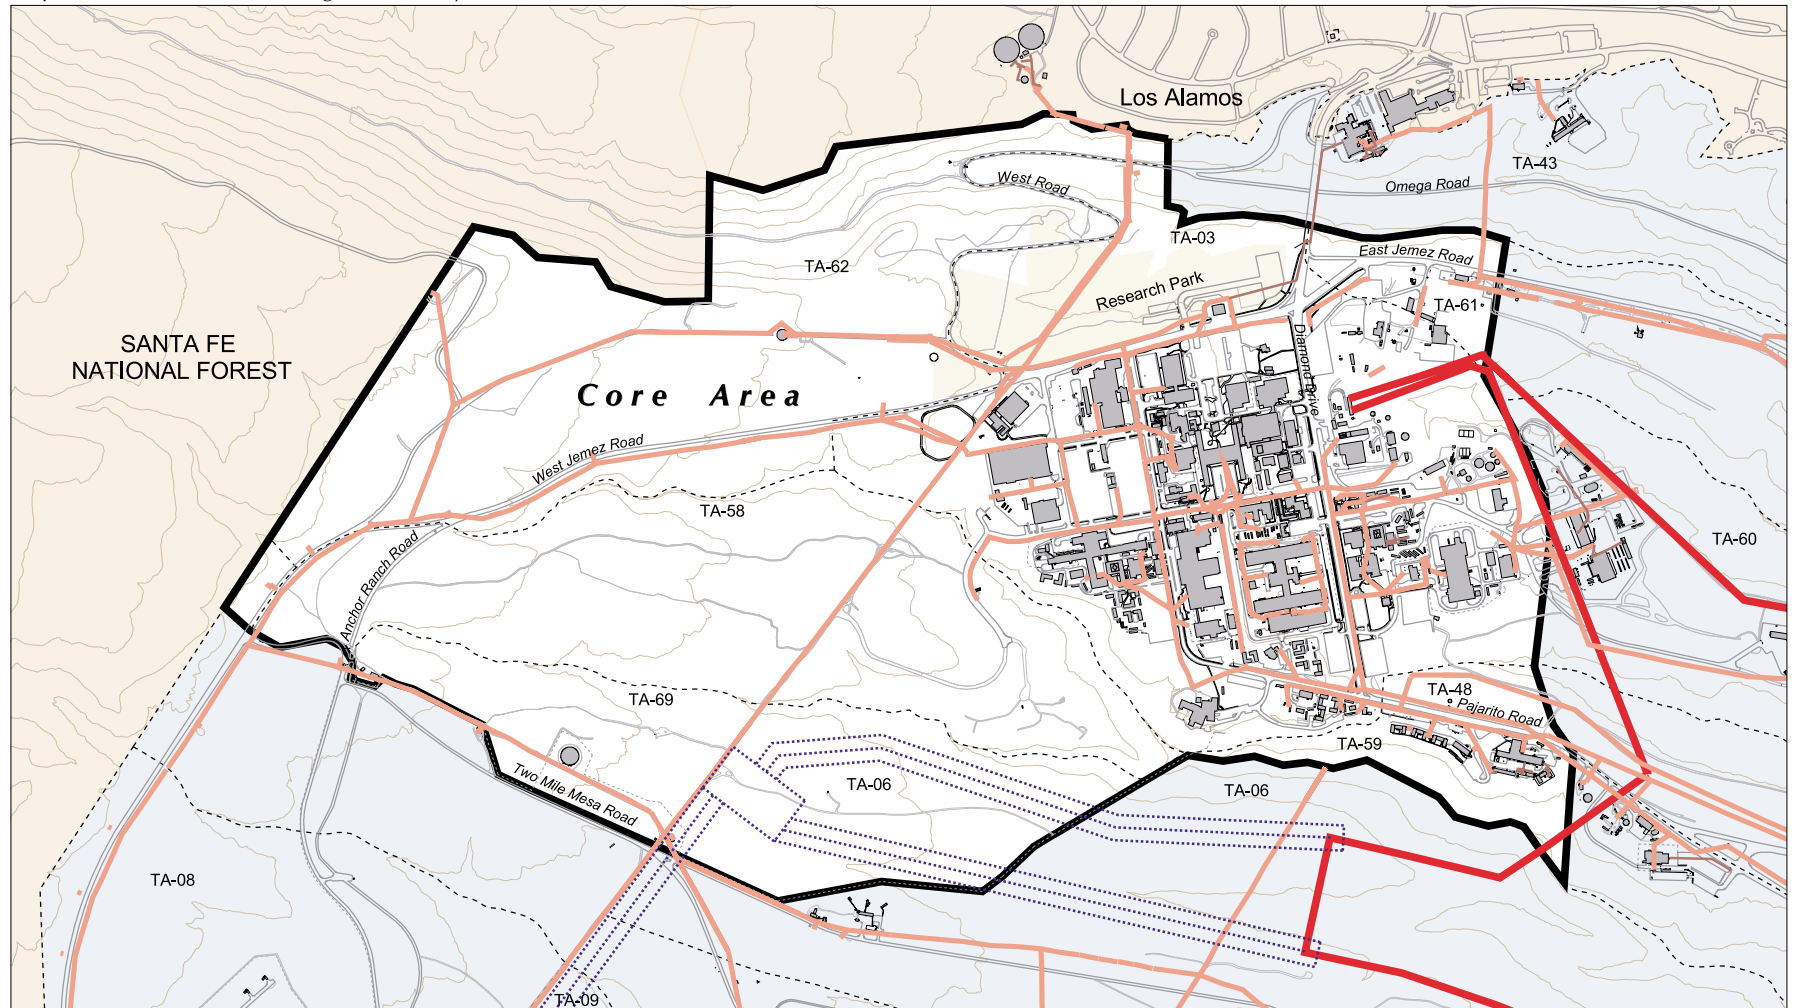 Los Alamos
TA-43
West Road
Omega Road
TA-03
East Jemez Road
TA-62
Research Park
TA-61
SANTA FE
NATIONAL FOREST
Diamond Drive
Core Area
West Jemez Road
TA-58
TA-60
Anchor Ranch Road
TA-69
TA-48
Pajarito Road
TA-59
Two Mile Mesa Road
TA-06
TA-06
TA-08
TA-09